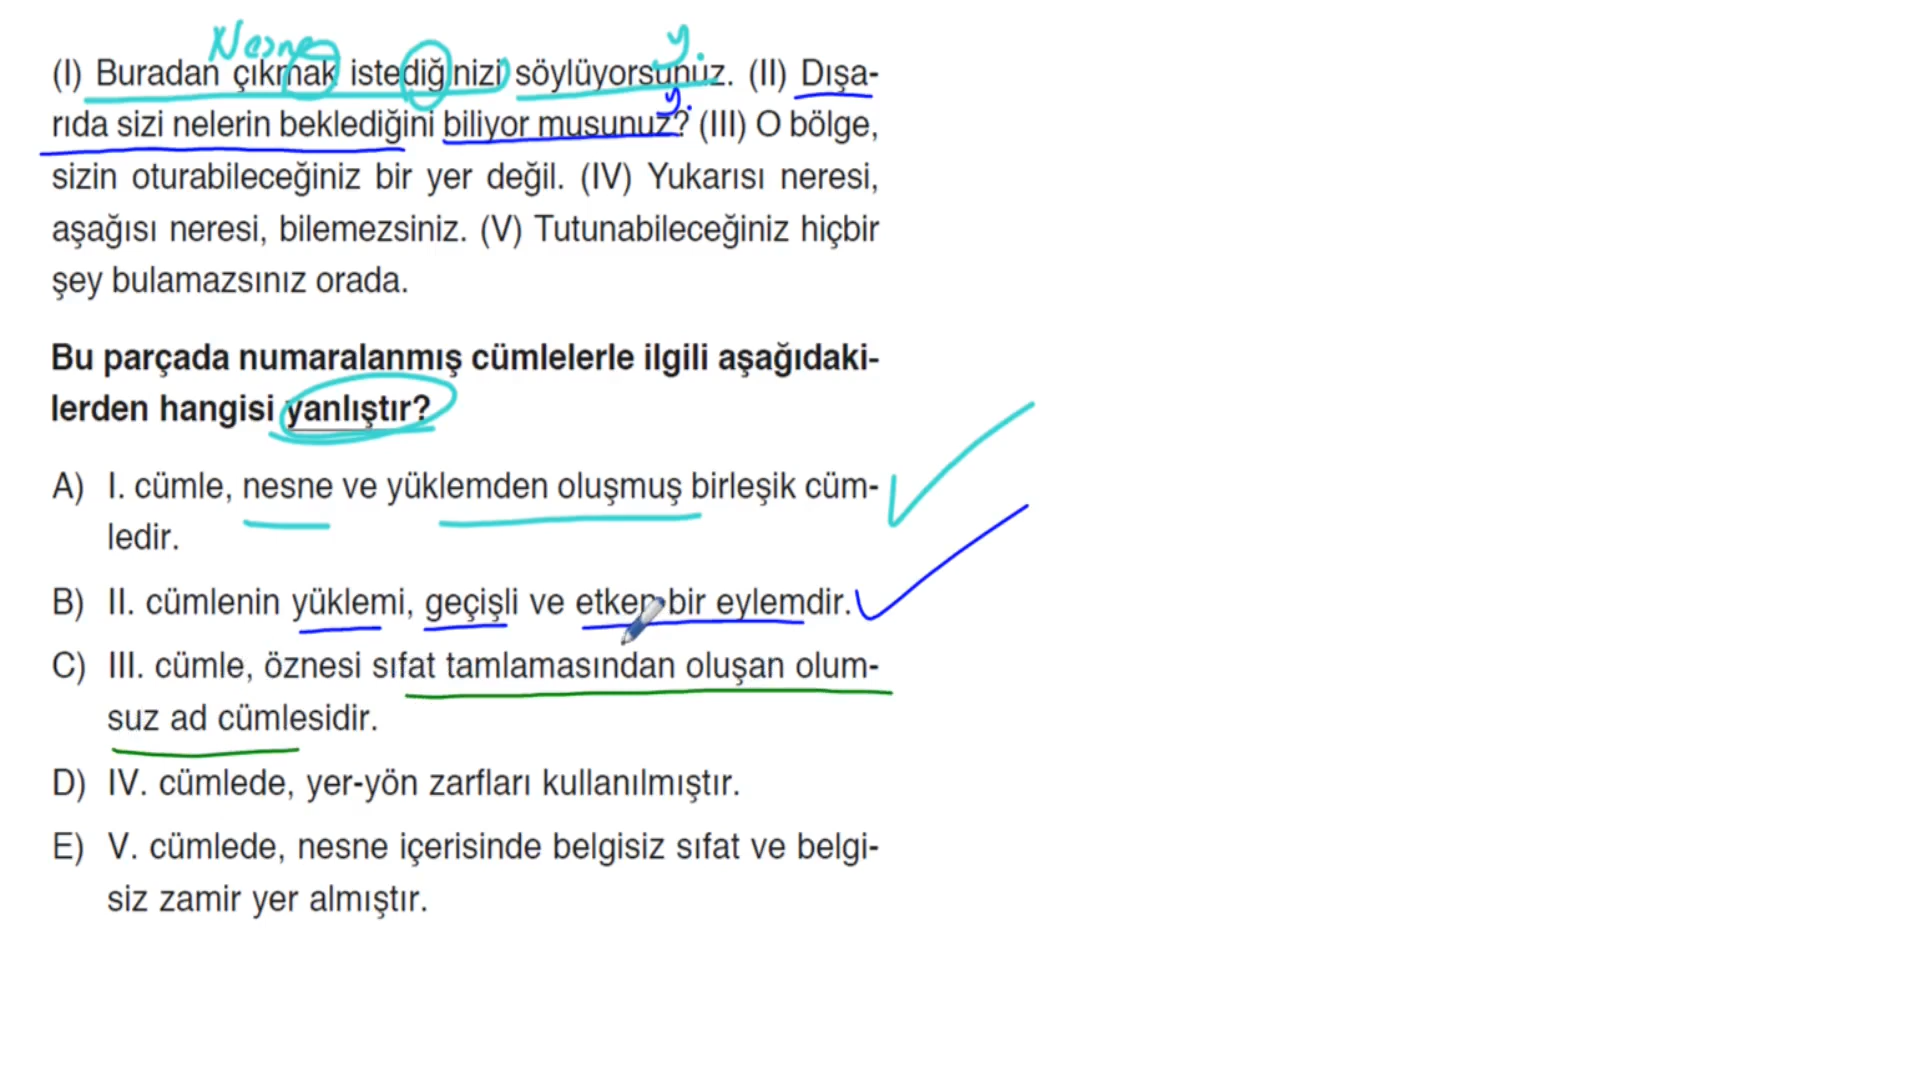 Nesne y.
(I) Buradan çıkmak istediğinizi söylüyorsunuz. (II) Dışa-
y.
rıda sizi nelerin beklediğini biliyor musunuz? (III) O bölge,
sizin oturabileceğiniz bir yer değil. (IV) Yukarısı neresi,
aşağısı neresi, bilemezsiniz. (V) Tutunabileceğiniz hiçbir
şey bulamazsınız orada.
Bu parçada numaralanmış cümlelerle ilgili aşağıdaki-
lerden hangisi yanlıştır?
A) I. cümle, nesne ve yüklemden oluşmuş birleşik cüm-
ledir.
B) II. cümlenin yüklemi, geçişli ve etken bir eylemdir.
C) III. cümle, öznesi sıfat tamlamasından oluşan olum-
suz ad cümlesidir.
D) IV. cümlede, yer-yön zarfları kullanılmıştır.
E) V. cümlede, nesne içerisinde belgisiz sıfat ve belgi-
siz zamir yer almıştır.